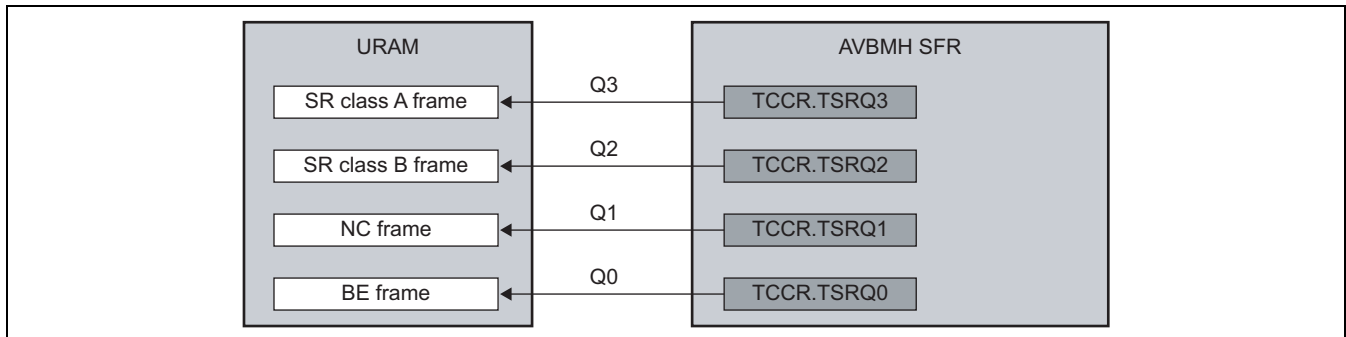 URAM
AVBMH SFR
SR class A frame
Q3
TCCR.TSRQ3
SR class B frame
Q2
TCCR.TSRQ2
NC frame
Q1
TCCR.TSRQ1
BE frame
Q0
TCCR.TSRQ0